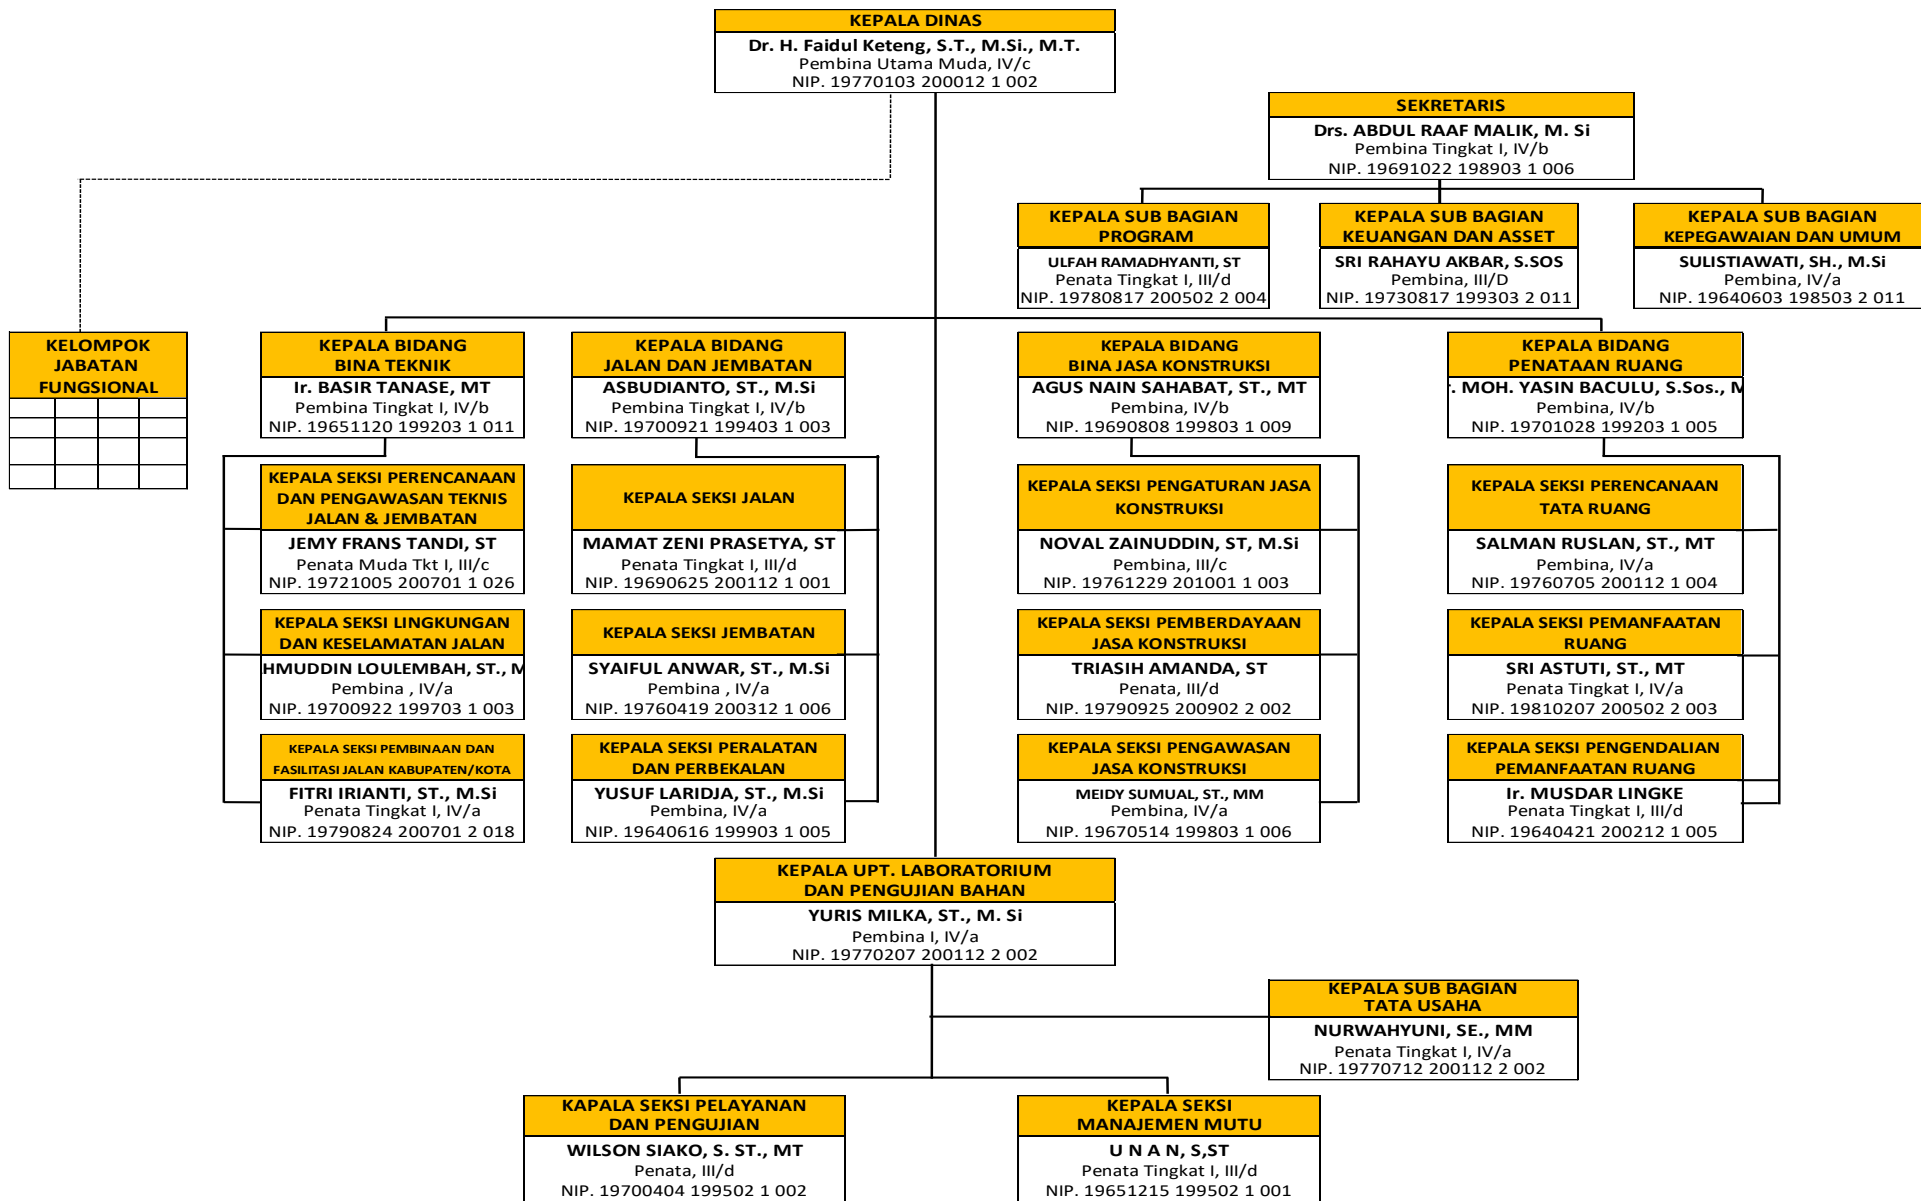 KEPALA DINAS
Dr. H. Faidul Keteng, S.T., M.Si., M.T.
Pembina Utama Muda, IV/c
NIP. 19770103 200012 1 002
SEKRETARIS
Drs. ABDUL RAAF MALIK, M. Si
Pembina Tingkat I, IV/b
NIP. 19691022 198903 1 006
KEPALA SUB BAGIAN
PROGRAM
ULFAH RAMADHYANTI, ST
Penata Tingkat I, III/d
NIP. 19780817 200502 2 004
KEPALA SUB BAGIAN
KEUANGAN DAN ASSET
SRI RAHAYU AKBAR, S.SOS
Pembina, III/D
NIP. 19730817 199303 2 011
KEPALA SUB BAGIAN
KEPEGAWAIAN DAN UMUM
SULISTIAWATI, SH., M.Si
Pembina, IV/a
NIP. 19640603 198503 2 011
KELOMPOK
JABATAN
FUNGSIONAL
KEPALA BIDANG
BINA TEKNIK
Ir. BASIR TANASE, MT
Pembina Tingkat I, IV/b
NIP. 19651120 199203 1 011
KEPALA BIDANG
JALAN DAN JEMBATAN
ASBUDIANTO, ST., M.Si
Pembina Tingkat I, IV/b
NIP. 19700921 199403 1 003
KEPALA BIDANG
BINA JASA KONSTRUKSI
AGUS NAIN SAHABAT, ST., MT
Pembina, IV/b
NIP. 19690808 199803 1 009
KEPALA BIDANG
PENATAAN RUANG
. MOH. YASIN BACULU, S.Sos., M
Pembina, IV/b
NIP. 19701028 199203 1 005
KEPALA SEKSI PERENCANAAN
DAN PENGAWASAN TEKNIS
JALAN & JEMBATAN
JEMY FRANS TANDI, ST
Penata Muda Tkt I, III/c
NIP. 19721005 200701 1 026
KEPALA SEKSI JALAN
MAMAT ZENI PRASETYA, ST
Penata Tingkat I, III/d
NIP. 19690625 200112 1 001
KEPALA SEKSI PENGATURAN JASA
KONSTRUKSI
NOVAL ZAINUDDIN, ST, M.Si
Pembina, III/c
NIP. 19761229 201001 1 003
KEPALA SEKSI PERENCANAAN
TATA RUANG
SALMAN RUSLAN, ST., MT
Pembina, IV/a
NIP. 19760705 200112 1 004
KEPALA SEKSI LINGKUNGAN
DAN KESELAMATAN JALAN
HMUDDIN LOULEMBAH, ST., M
Pembina , IV/a
NIP. 19700922 199703 1 003
KEPALA SEKSI JEMBATAN
SYAIFUL ANWAR, ST., M.Si
Pembina , IV/a
NIP. 19760419 200312 1 006
KEPALA SEKSI PEMBERDAYAAN
JASA KONSTRUKSI
TRIASIH AMANDA, ST
Penata, III/d
NIP. 19790925 200902 2 002
KEPALA SEKSI PEMANFAATAN
RUANG
SRI ASTUTI, ST., MT
Penata Tingkat I, IV/a
NIP. 19810207 200502 2 003
KEPALA SEKSI PEMBINAAN DAN
FASILITASI JALAN KABUPATEN/KOTA
FITRI IRIANTI, ST., M.Si
Penata Tingkat I, IV/a
NIP. 19790824 200701 2 018
KEPALA SEKSI PERALATAN
DAN PERBEKALAN
YUSUF LARIDJA, ST., M.Si
Pembina, IV/a
NIP. 19640616 199903 1 005
KEPALA SEKSI PENGAWASAN
JASA KONSTRUKSI
MEIDY SUMUAL, ST., MM
Pembina, IV/a
NIP. 19670514 199803 1 006
KEPALA SEKSI PENGENDALIAN
PEMANFAATAN RUANG
Ir. MUSDAR LINGKE
Penata Tingkat I, III/d
NIP. 19640421 200212 1 005
KEPALA UPT. LABORATORIUM
DAN PENGUJIAN BAHAN
YURIS MILKA, ST., M. Si
Pembina I, IV/a
NIP. 19770207 200112 2 002
KEPALA SUB BAGIAN
TATA USAHA
NURWAHYUNI, SE., MM
Penata Tingkat I, IV/a
NIP. 19770712 200112 2 002
KAPALA SEKSI PELAYANAN
DAN PENGUJIAN
WILSON SIAKO, S. ST., MT
Penata, III/d
NIP. 19700404 199502 1 002
KEPALA SEKSI
MANAJEMEN MUTU
U N A N, S,ST
Penata Tingkat I, III/d
NIP. 19651215 199502 1 001